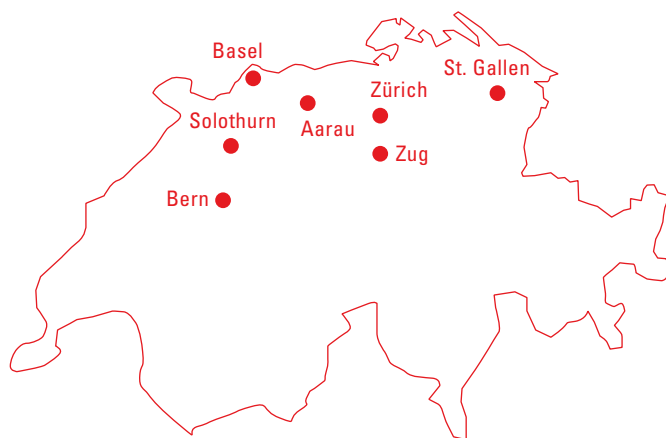 Basel
St. Gallen
Zürich
Solothurn
Aarau
Zug
Bern